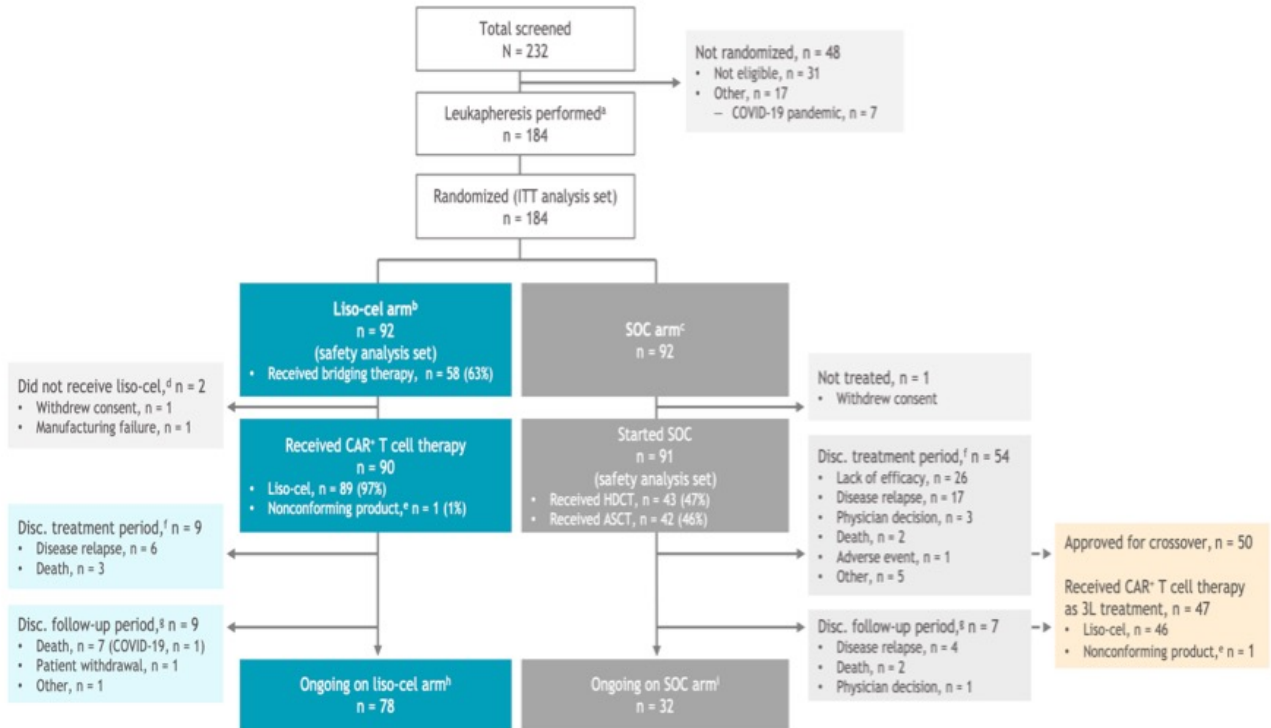 Total screened
N = 232
Not randomized, n = 48
• Not eligible, n = 31
• Other, n = 17
– COVID-19 pandemic, n = 7
Leukapheresis performedᵃ
n = 184
Randomized (ITT analysis set)
n = 184
Liso-cel armᵇ
n = 92
(safety analysis set)
• Received bridging therapy, n = 58 (63%)
SOC armᶜ
n = 92
Did not receive liso-cel,ᵈ n = 2
• Withdrew consent, n = 1
• Manufacturing failure, n = 1
Not treated, n = 1
• Withdrew consent
Received CAR⁺ T cell therapy
n = 90
• Liso-cel, n = 89 (97%)
• Nonconforming product,ᵉ n = 1 (1%)
Started SOC
n = 91
(safety analysis set)
• Received HDCT, n = 43 (47%)
• Received ASCT, n = 42 (46%)
Disc. treatment period,ᶠ n = 9
• Disease relapse, n = 6
• Death, n = 3
Disc. treatment period,ᶠ n = 54
• Lack of efficacy, n = 26
• Disease relapse, n = 17
• Physician decision, n = 3
• Death, n = 2
• Adverse event, n = 1
• Other, n = 5
Approved for crossover, n = 50
Received CAR⁺ T cell therapy
as 3L treatment, n = 47
• Liso-cel, n = 46
• Nonconforming product,ᵉ n = 1
Disc. follow-up period,ᵍ n = 9
• Death, n = 7 (COVID-19, n = 1)
• Patient withdrawal, n = 1
• Other, n = 1
Disc. follow-up period,ᵍ n = 7
• Disease relapse, n = 4
• Death, n = 2
• Physician decision, n = 1
Ongoing on liso-cel armʰ
n = 78
Ongoing on SOC armⁱ
n = 32